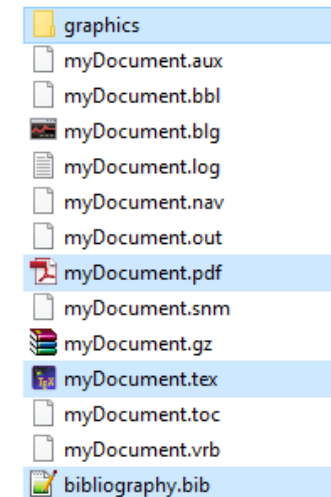 graphics
myDocument.aux
myDocument.bbl
myDocument.blg
myDocument.log
myDocument.nav
myDocument.out
myDocument.pdf
myDocument.snm
myDocument.gz
myDocument.tex
myDocument.toc
myDocument.vrb
bibliography.bib